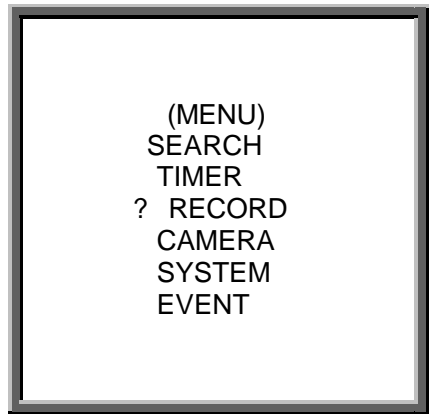 (MENU)
SEARCH
TIMER
? RECORD
CAMERA
SYSTEM
EVENT